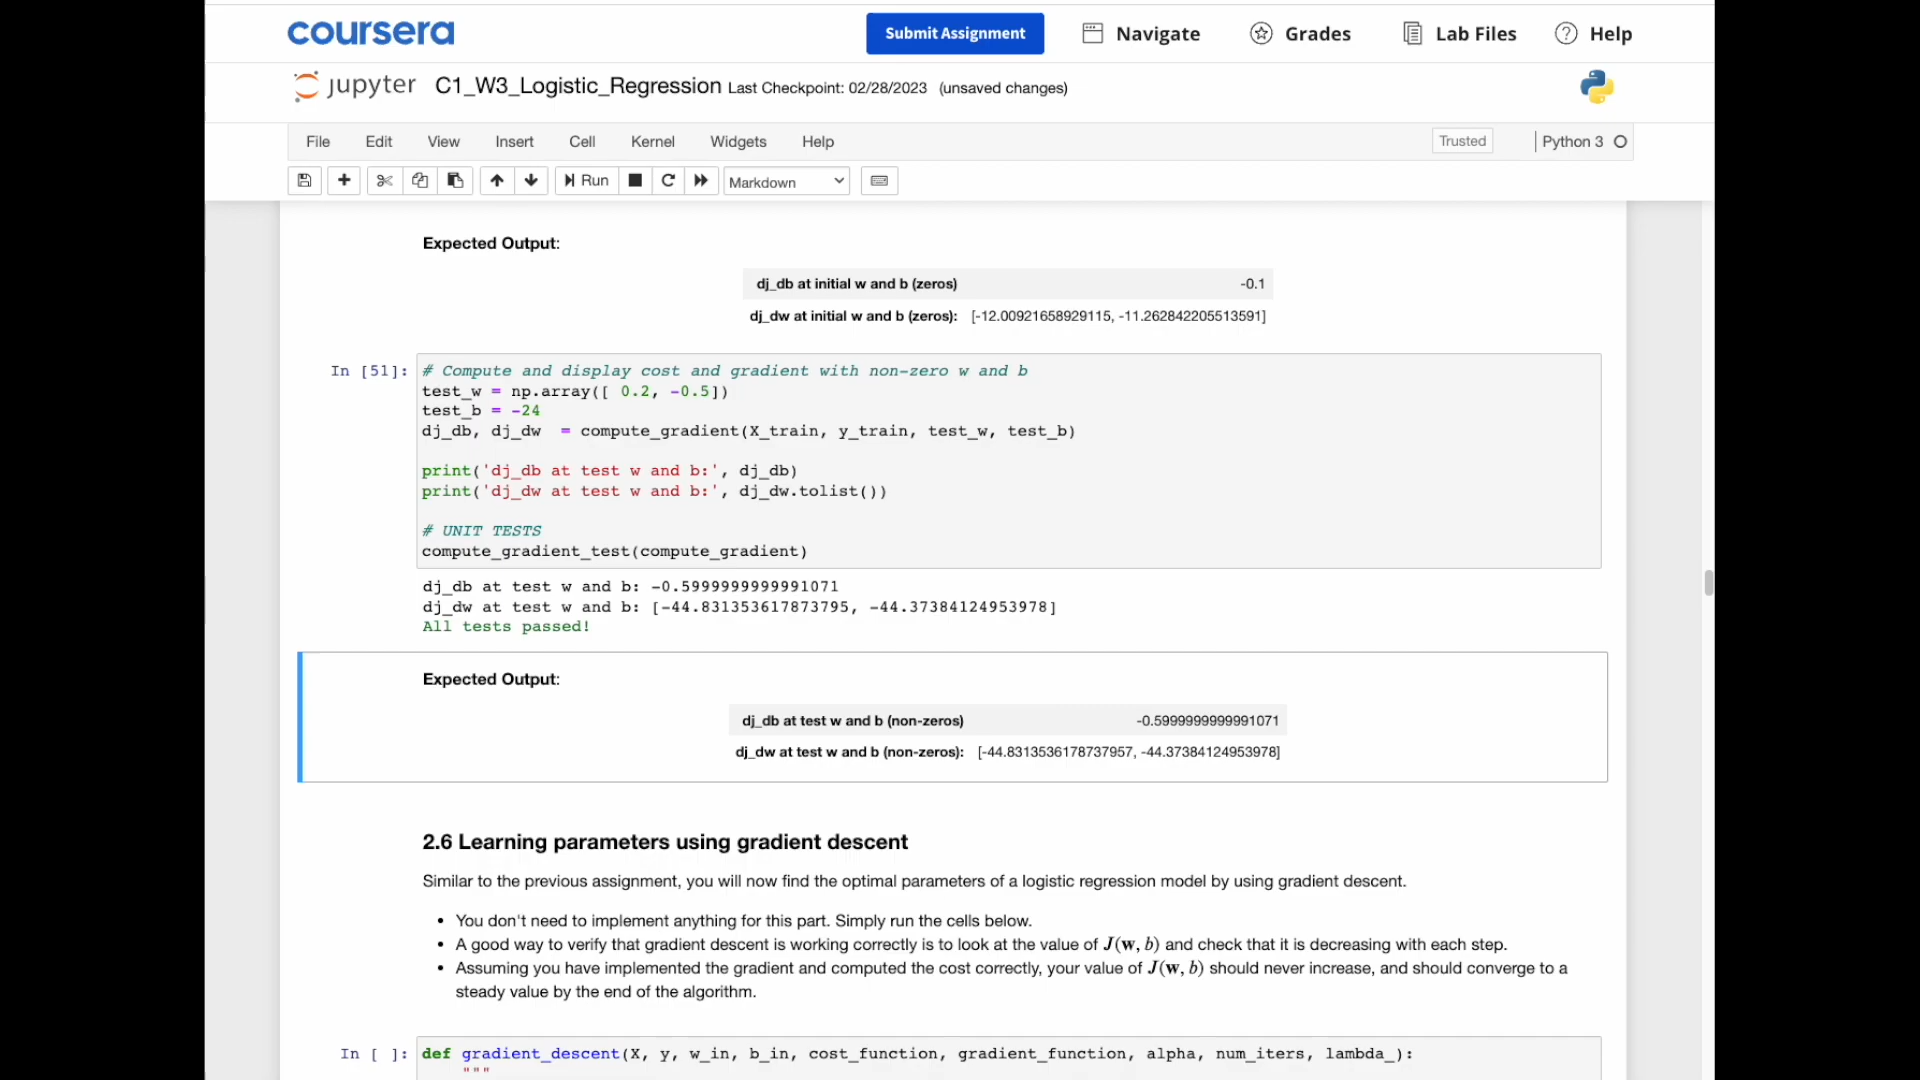 coursera
Submit Assignment
Navigate
Grades
Lab Files
Help
jupyter C1_W3_Logistic_Regression Last Checkpoint: 02/28/2023 (unsaved changes)
File Edit View Insert Cell Kernel Widgets Help
Trusted
Python 3
Run
Markdown
Expected Output:
dj_db at initial w and b (zeros) -0.1
dj_dw at initial w and b (zeros): [-12.00921658929115, -11.262842205513591]
In [51]: # Compute and display cost and gradient with non-zero w and b
test_w = np.array([ 0.2, -0.5])
test_b = -24
dj_db, dj_dw  = compute_gradient(X_train, y_train, test_w, test_b)
print('dj_db at test w and b:', dj_db)
print('dj_dw at test w and b:', dj_dw.tolist())
# UNIT TESTS
compute_gradient_test(compute_gradient)
dj_db at test w and b: -0.5999999999991071
dj_dw at test w and b: [-44.831353617873795, -44.37384124953978]
All tests passed!
Expected Output:
dj_db at test w and b (non-zeros) -0.5999999999991071
dj_dw at test w and b (non-zeros): [-44.8313536178737957, -44.37384124953978]
2.6 Learning parameters using gradient descent
Similar to the previous assignment, you will now find the optimal parameters of a logistic regression model by using gradient descent.
• You don't need to implement anything for this part. Simply run the cells below.
• A good way to verify that gradient descent is working correctly is to look at the value of J(w, b) and check that it is decreasing with each step.
• Assuming you have implemented the gradient and computed the cost correctly, your value of J(w, b) should never increase, and should converge to a
steady value by the end of the algorithm.
In [ ]: def gradient_descent(X, y, w_in, b_in, cost_function, gradient_function, alpha, num_iters, lambda_):
"""